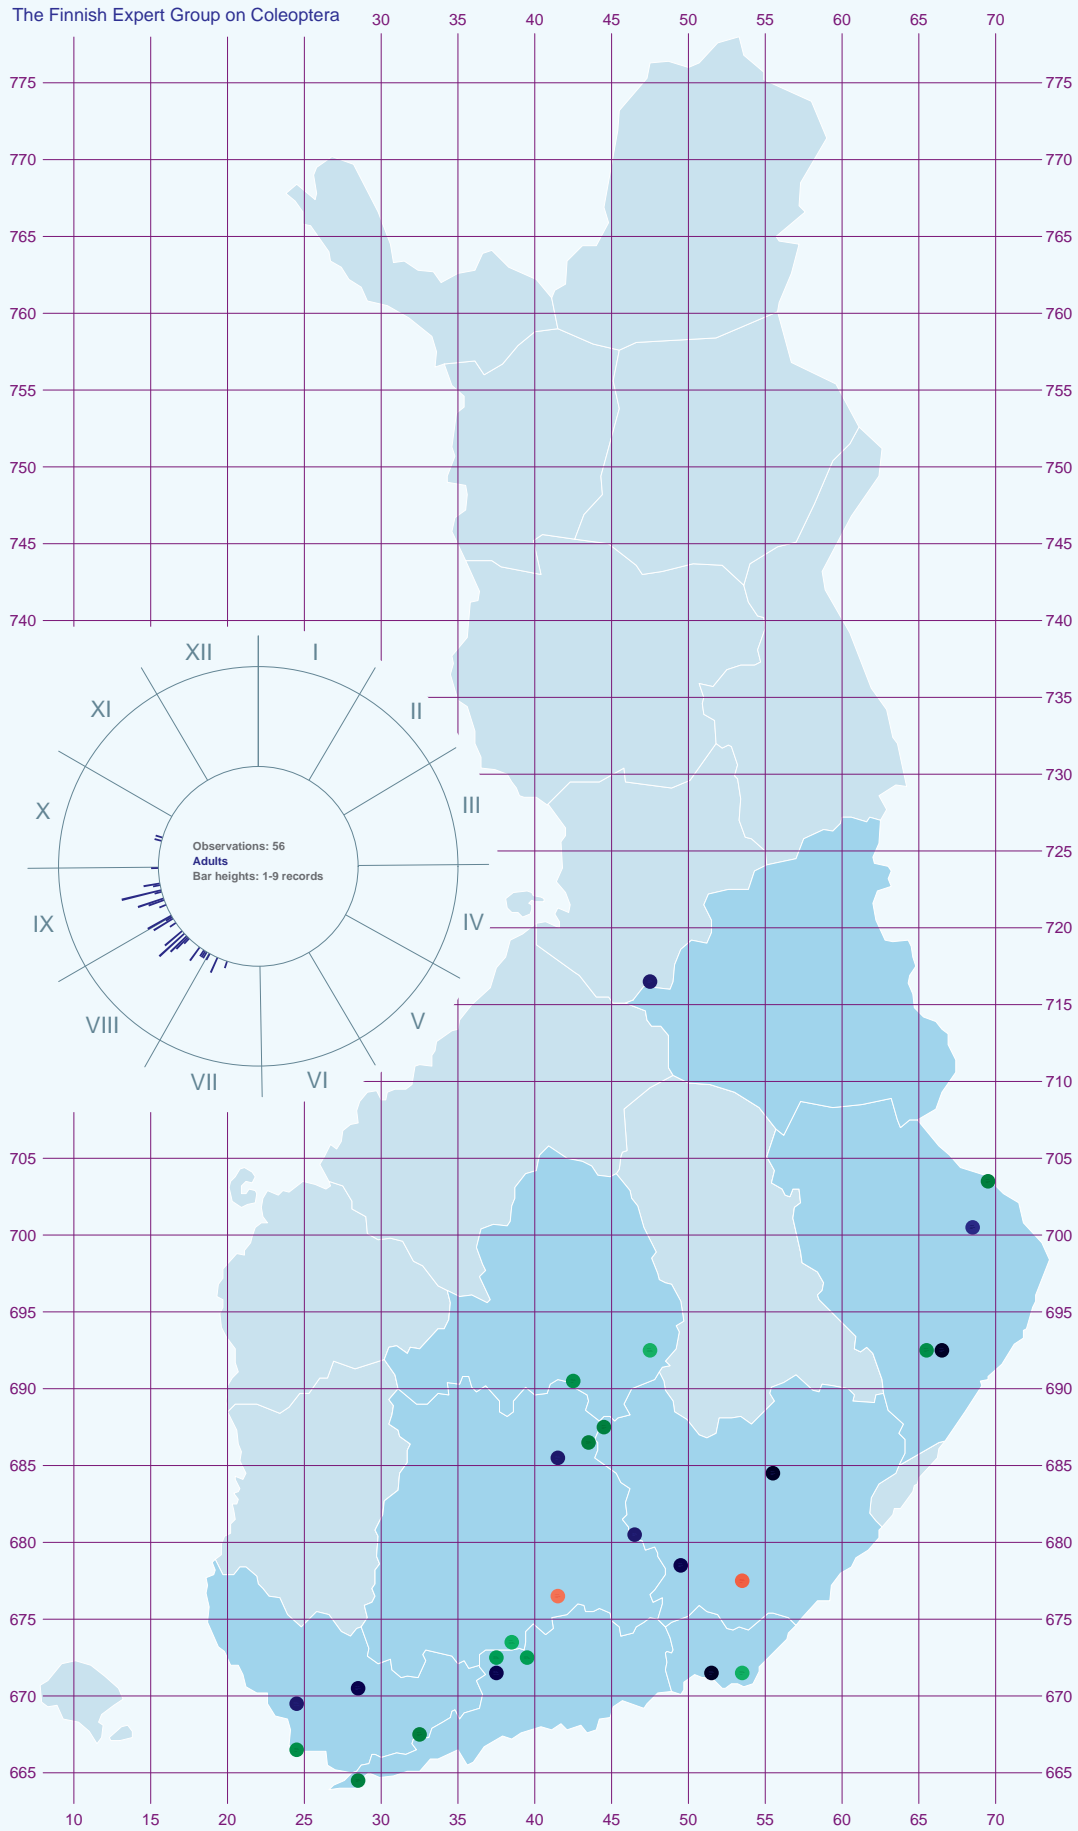 The Finnish Expert Group on Coleoptera 30 35 40 45 50 55 60 65 70
775 775
770 770
765 765
760 760
755 755
750 750
745 745
740 740
XII I
XI II
735
730
X III
Observations: 56
Adults
Bar heights: 1-9 records
725
IX IV
720
VIII V
715
VII VI
710
705 705
700 700
695 695
690 690
685 685
680 680
675 675
670 670
665 665
10 15 20 25 30 35 40 45 50 55 60 65 70